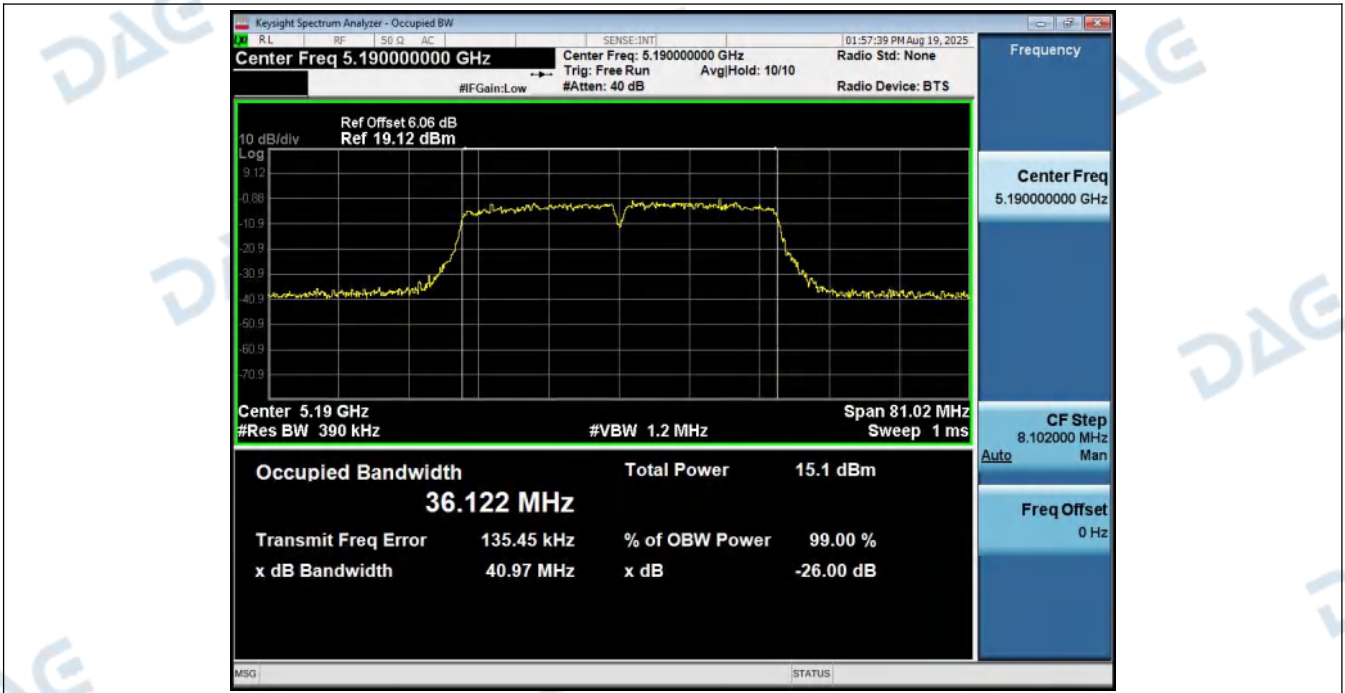 DAG
Keysight Spectrum Analyzer - Occupied BW
LXI RL RF 50 Ω AC SENSE:INT 01:57:39 PM Aug 19, 2025
Center Freq 5.190000000 GHz
Center Freq: 5.190000000 GHz
Radio Std: None
Trig: Free Run Avg|Hold: 10/10
#IFGain:Low #Atten: 40 dB
Radio Device: BTS
Ref Offset 6.06 dB
10 dB/div Ref 19.12 dBm
Log
9.12
-0.88
-10.9
-20.9
-30.9
-40.9
-50.9
-60.9
-70.9
Center 5.19 GHz Span 81.02 MHz
#Res BW 390 kHz #VBW 1.2 MHz Sweep 1 ms
Occupied Bandwidth Total Power 15.1 dBm
36.122 MHz
Transmit Freq Error 135.45 kHz % of OBW Power 99.00 %
x dB Bandwidth 40.97 MHz x dB -26.00 dB
MSG STATUS
Frequency
Center Freq
5.190000000 GHz
CF Step
8.102000 MHz
Auto Man
Freq Offset
0 Hz
DAG
DAG